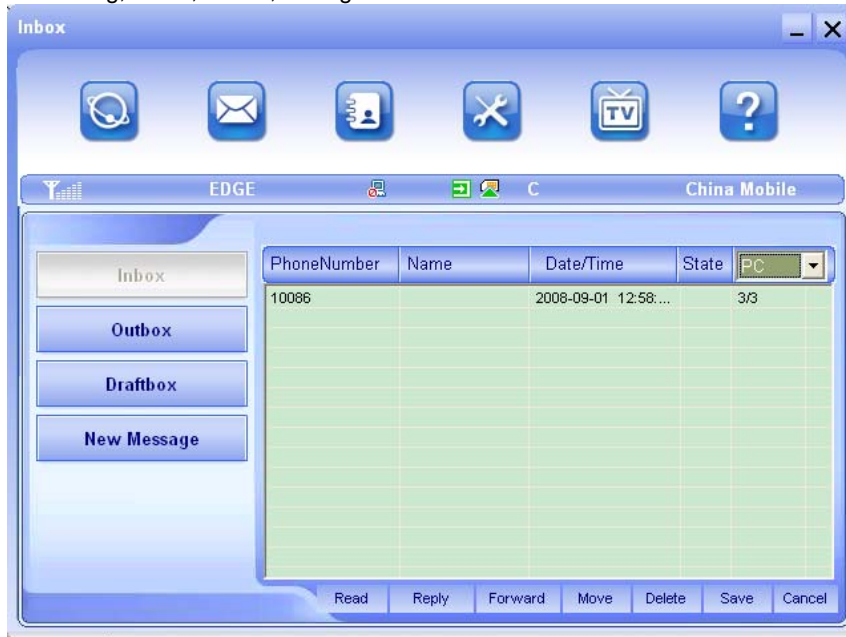 Inbox
TV
?
EDGE C China Mobile
Inbox
Outbox
Draftbox
New Message
PhoneNumber Name Date/Time State PC
10086 2008-09-01 12:58:... 3/3
Read Reply Forward Move Delete Save Cancel